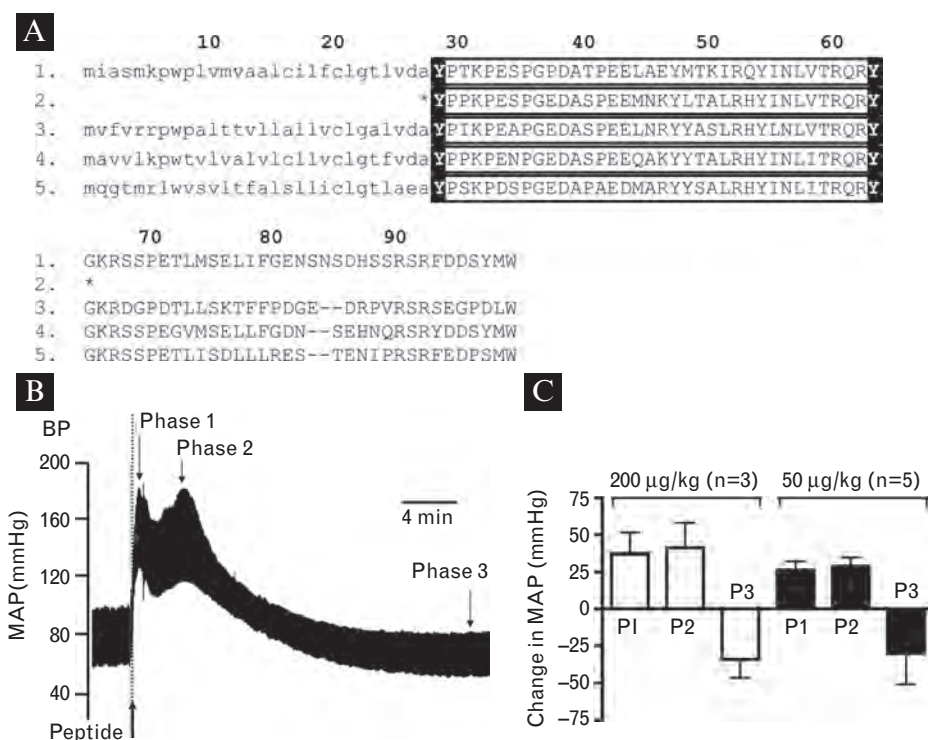 A
10 20 30 40 50 60
1. miasmkpwplvmvaalcilfclgtlvdaYPTKPESPGPDATPEELAEYMTKIRQYINLVTRQRY
2. *YPPKPESPGEDASPEEMNKYLTALRHYINLVTRQRY
3. mvfvrrpwpalttvllailvclgalvdaYPIKPEAPGEDASPEELNRYYASLRHYLNLVTRQRY
4. mavvlkpwtvlvalvlcilvclgtfvdaYPPKPENPGEDASPEEQAKYYTALRHYINLITRQRY
5. mqgtmrlwvsvltfalslliclgtlaeaYPSKPDSPGEDAPAEDMARYYSALRHYINLITRQRY
70 80 90
1. GKRSSPETLMSELIFGENSNSDHSSRSRFDDSYMW
2. *
3. GKRDGPDTLLSKTFFPDGE--DRPVRSRSEGPDLW
4. GKRSSPEGVMSELLFGDN--SEHNQRSRYDDSYMW
5. GKRSSPETLISDLLLRES--TENIPRSRFEDPSMW
B
BP
Phase 1
Phase 2
200
160
120
80
40
MAP(mmHg)
4 min
Phase 3
Peptide
C
200 µg/kg (n=3) 50 µg/kg (n=5)
Change in MAP (mmHg)
75
50
25
0
−25
−50
−75
P3 P3
P1 P2 P1 P2